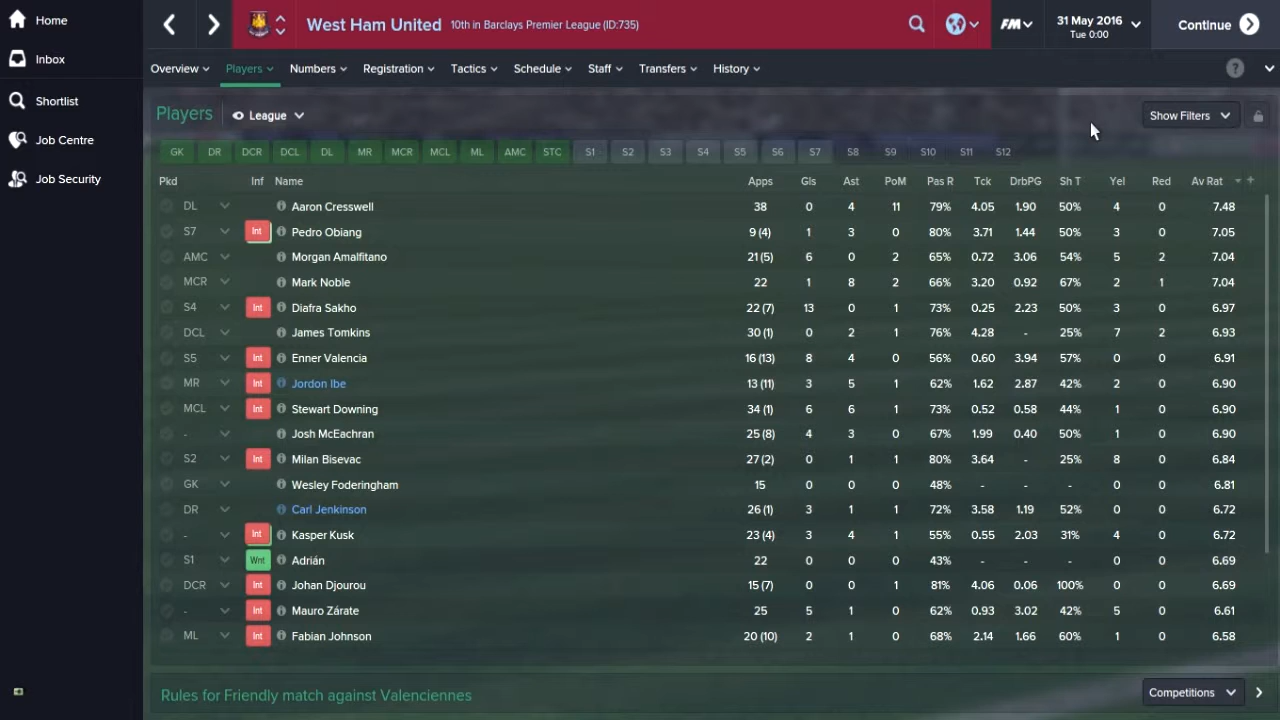 Home
Inbox
Shortlist
Job Centre
Job Security
West Ham United 10th in Barclays Premier League (ID:735)
FM
31 May 2016
Tue 0:00
Continue
Overview Players Numbers Registration Tactics Schedule Staff Transfers History ?
Players League Show Filters
GK DR DCR DCL DL MR MCR MCL ML AMC STC S1 S2 S3 S4 S5 S6 S7 S8 S9 S10 S11 S12
Pkd Inf Name Apps Gls Ast PoM Pas R Tck DrbPG Sh T Yel Red Av Rat
DL Aaron Cresswell 38 0 4 11 79% 4.05 1.90 50% 4 0 7.48
S7 Int Pedro Obiang 9 (4) 1 3 0 80% 3.71 1.44 50% 3 0 7.05
AMC Morgan Amalfitano 21 (5) 6 0 2 65% 0.72 3.06 54% 5 2 7.04
MCR Mark Noble 22 1 8 2 66% 3.20 0.92 67% 2 1 7.04
S4 Int Diafra Sakho 22 (7) 13 0 1 73% 0.25 2.23 50% 3 0 6.97
DCL James Tomkins 30 (1) 0 2 1 76% 4.28 - 25% 7 2 6.93
S5 Int Enner Valencia 16 (13) 8 4 0 56% 0.60 3.94 57% 0 0 6.91
MR Int Jordon Ibe 13 (11) 3 5 1 62% 1.62 2.87 42% 2 0 6.90
MCL Int Stewart Downing 34 (1) 6 6 1 73% 0.52 0.58 44% 1 0 6.90
- Josh McEachran 25 (8) 4 3 0 67% 1.99 0.40 50% 1 0 6.90
S2 Int Milan Bisevac 27 (2) 0 1 1 80% 3.64 - 25% 8 0 6.84
GK Wesley Foderingham 15 0 0 0 48% - - - 0 0 6.81
DR Carl Jenkinson 26 (1) 3 1 1 72% 3.58 1.19 52% 0 0 6.72
- Int Kasper Kusk 23 (4) 3 4 1 55% 0.55 2.03 31% 4 0 6.72
S1 Wnt Adrián 22 0 0 0 43% - - - 0 0 6.69
DCR Int Johan Djourou 15 (7) 0 0 1 81% 4.06 0.06 100% 0 0 6.69
- Int Mauro Zárate 25 5 1 0 62% 0.93 3.02 42% 5 0 6.61
ML Int Fabian Johnson 20 (10) 2 1 0 68% 2.14 1.66 60% 1 0 6.58
Rules for Friendly match against Valenciennes Competitions